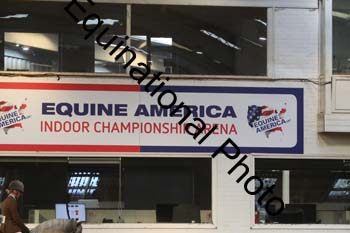 © Equinational Photo
EQUINE AMERICA
INDOOR CHAMPIONSHIP ARENA
EQUINE
AMERICA
EQUINE
AMERICA